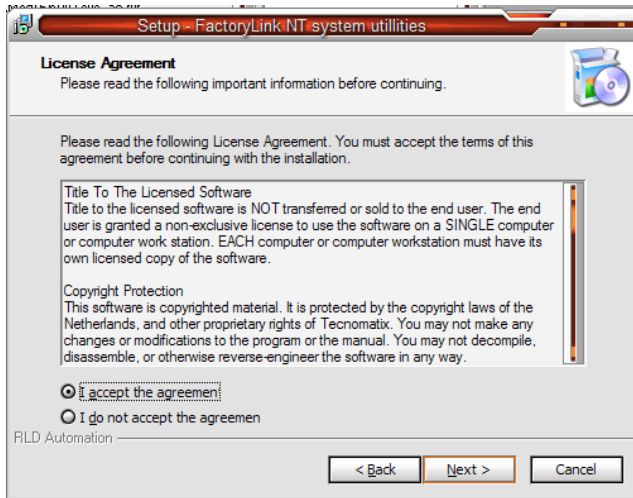 Setup - FactoryLink NT system utillities
License Agreement
Please read the following important information before continuing.
Please read the following License Agreement. You must accept the terms of this
agreement before continuing with the installation.
Title To The Licensed Software
Title to the licensed software is NOT transferred or sold to the end user. The end
user is granted a non-exclusive license to use the software on a SINGLE computer
or computer work station. EACH computer or computer workstation must have its
own licensed copy of the software.
Copyright Protection
This software is copyrighted material. It is protected by the copyright laws of the
Netherlands, and other proprietary rights of Tecnomatix. You may not make any
changes or modifications to the program or the manual. You may not decompile,
disassemble, or otherwise reverse-engineer the software in any way.
I accept the agreemen
I do not accept the agreemen
RLD Automation
< Back Next > Cancel